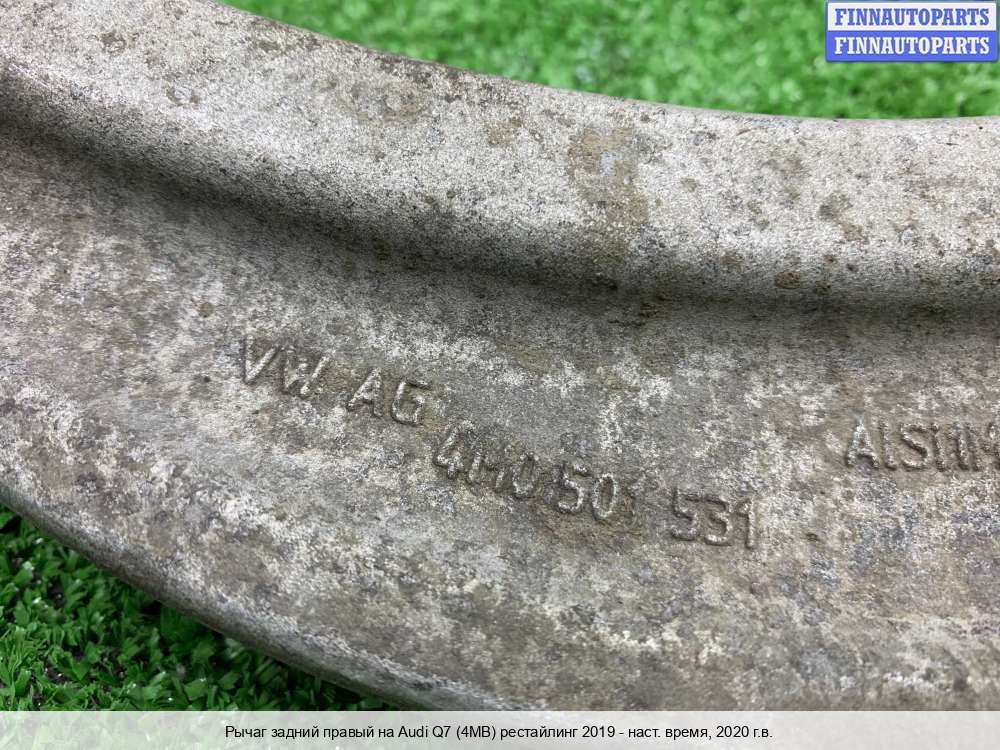 FINNAUTOPARTS
FINNAUTOPARTS
VW AG
4M0 501 531
Рычаг задний правый на Audi Q7 (4MB) рестайлинг 2019 - наст. время, 2020 г.в.